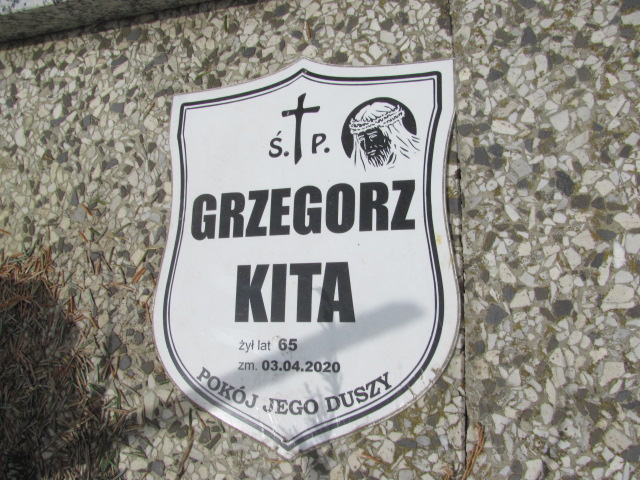 Ś. P.
GRZEGORZ
KITA
żył lat 65
zm. 03.04.2020
POKÓJ JEGO DUSZY